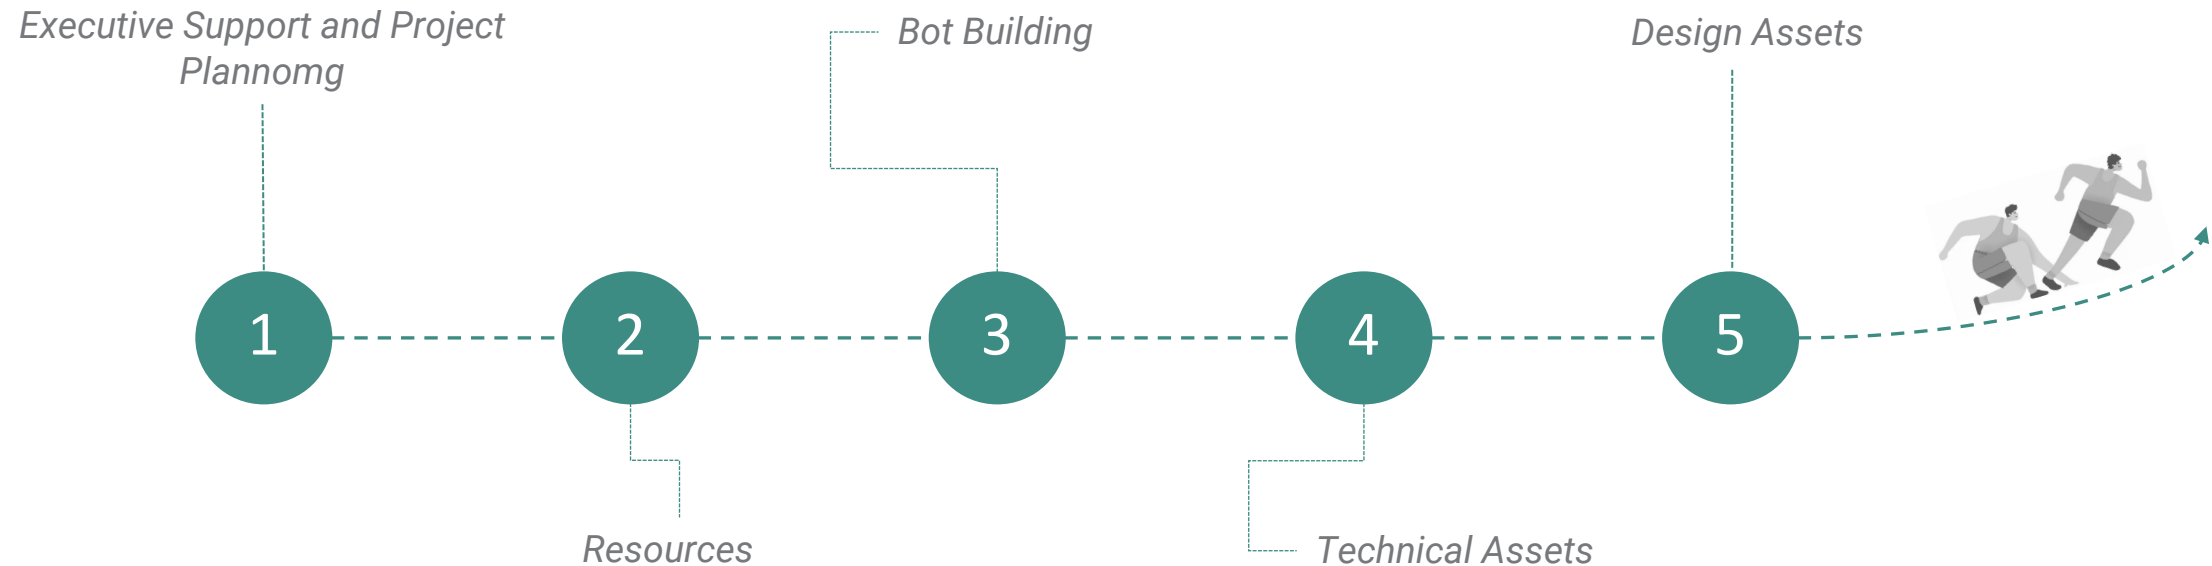 Executive Support and Project
Plannomg
Bot Building
Design Assets
1
2
3
4
5
Resources
Technical Assets